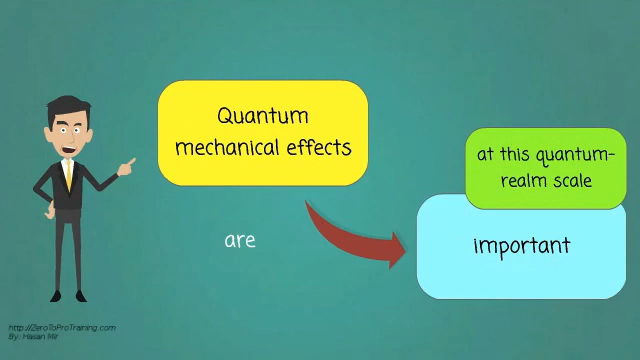 Quantum
mechanical effects
are
at this quantum-
realm scale
important
http://ZeroToProTraining.com
By: Hasan Mir